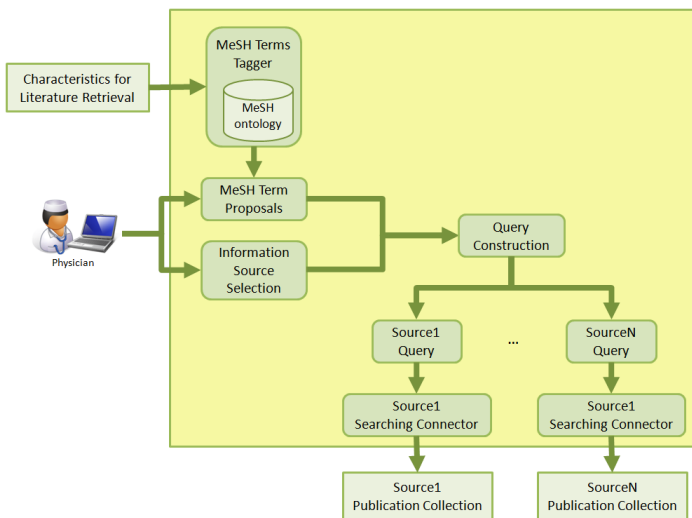 MeSH Terms
Tagger
MeSH
ontology
Characteristics for
Literature Retrieval
MeSH Term
Proposals
Physician
Information
Source
Selection
Query
Construction
Source1
Query
...
SourceN
Query
Source1
Searching Connector
Source1
Searching Connector
Source1
Publication Collection
SourceN
Publication Collection